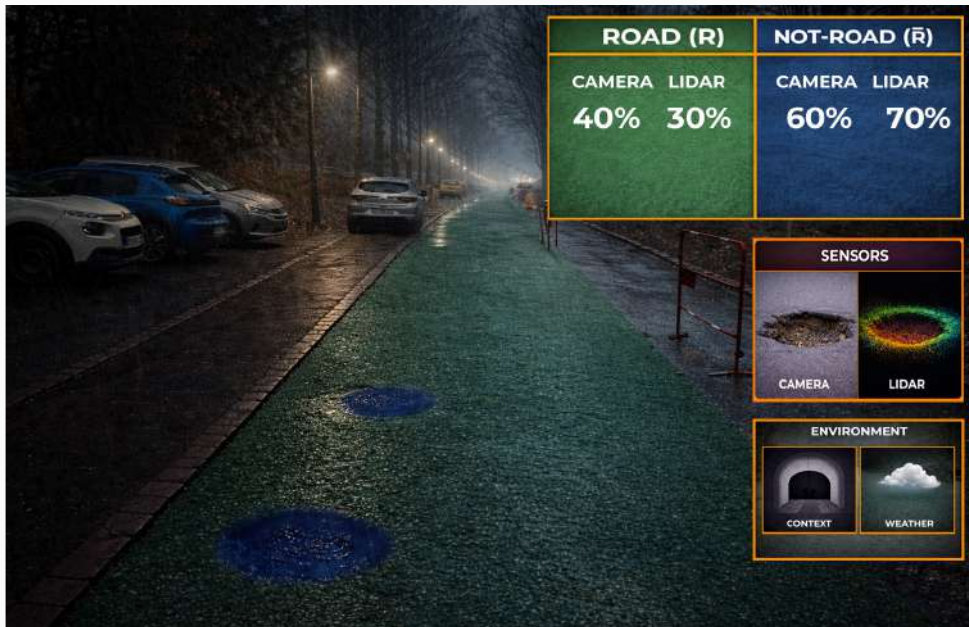 ROAD (R)
NOT-ROAD (R̄)
CAMERA LIDAR
40% 30%
CAMERA LIDAR
60% 70%
SENSORS
CAMERA
LIDAR
ENVIRONMENT
CONTEXT
WEATHER